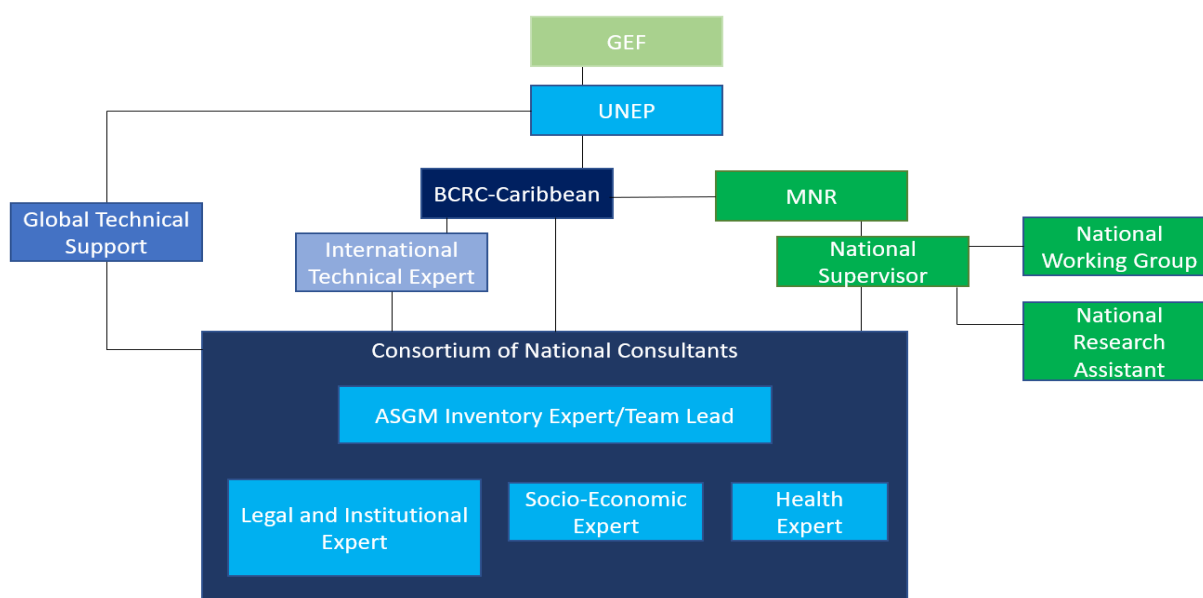 GEF
UNEP
BCRC-Caribbean
MNR
Global Technical
Support
International
Technical Expert
National
Supervisor
National
Working Group
National
Research
Assistant
Consortium of National Consultants
ASGM Inventory Expert/Team Lead
Legal and Institutional
Expert
Socio-Economic
Expert
Health
Expert